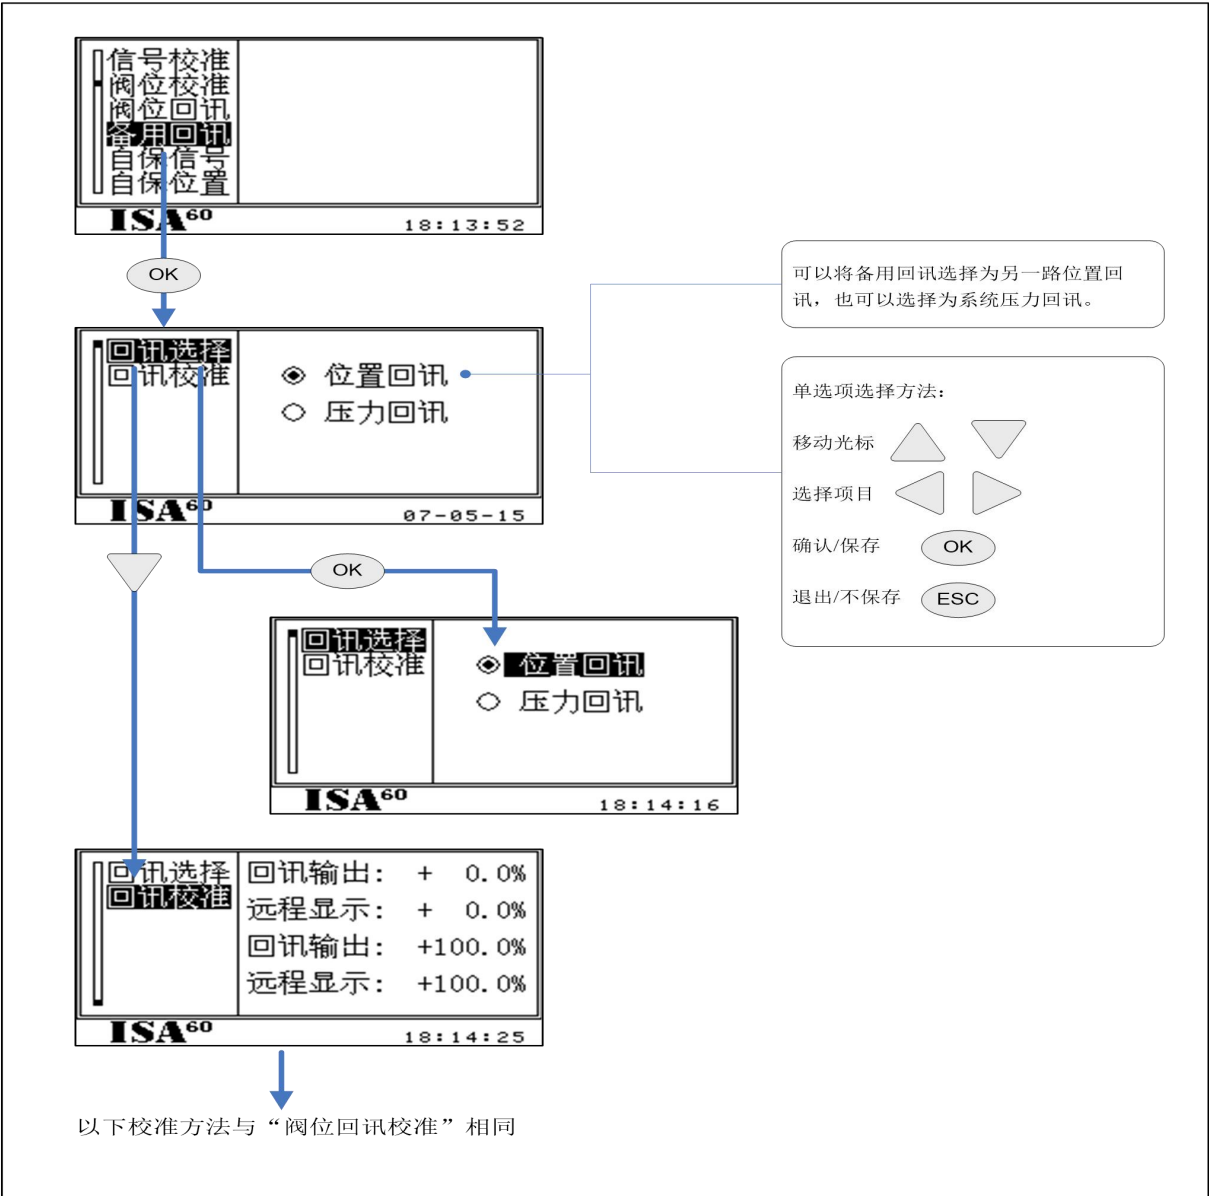 信号校准
阀位校准
阀位回讯
备用回讯
自保信号
自保位置
ISA60
18:13:52
OK
可以将备用回讯选择为另一路位置回
讯，也可以选择为系统压力回讯。
回讯选择
回讯校准
位置回讯
压力回讯
ISA60
07-05-15
单选项选择方法：
移动光标
选择项目
确认/保存 OK
退出/不保存 ESC
OK
回讯选择
回讯校准
位置回讯
压力回讯
ISA60
18:14:16
回讯选择
回讯校准
回讯输出: + 0.0%
远程显示: + 0.0%
回讯输出: +100.0%
远程显示: +100.0%
ISA60
18:14:25
以下校准方法与“阀位回讯校准”相同